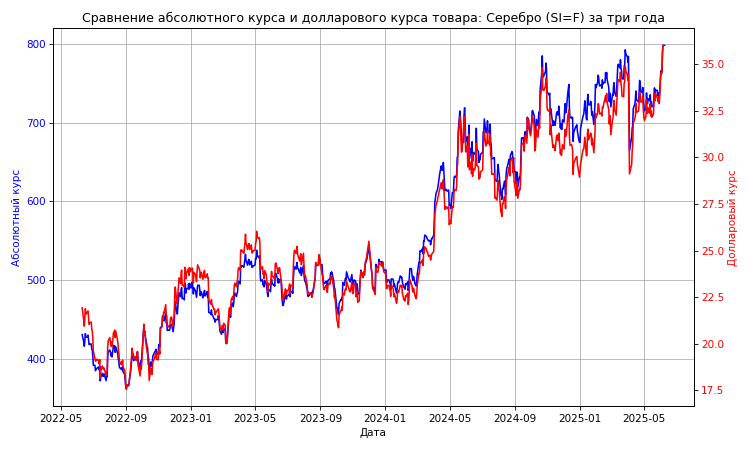 Сравнение абсолютного курса и долларового курса товара: Серебро (SI=F) за три года
800
700
600
500
400
Абсолютный курс
35.0
32.5
30.0
27.5
25.0
22.5
20.0
17.5
Долларовый курс
2022-05 2022-09 2023-01 2023-05 2023-09 2024-01 2024-05 2024-09 2025-01 2025-05
Дата